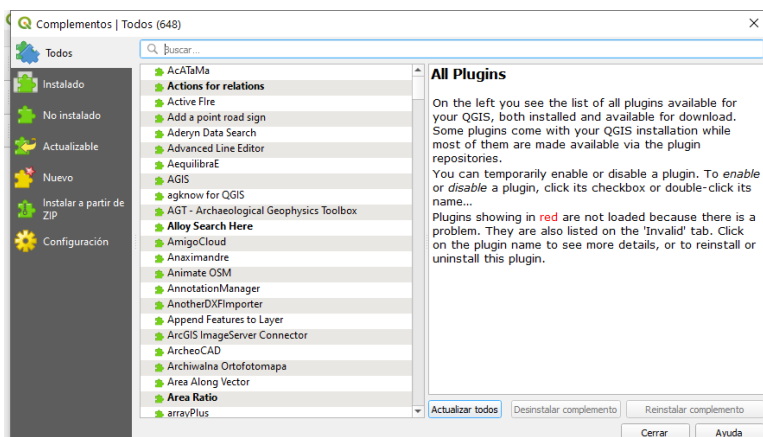 Complementos | Todos (648)
Todos
Instalado
No instalado
Actualizable
Nuevo
Instalar a partir de
ZIP
Configuración
Buscar...
AcATaMa
Actions for relations
Active FIre
Add a point road sign
Aderyn Data Search
Advanced Line Editor
AequilibraE
AGIS
agknow for QGIS
AGT - Archaeological Geophysics Toolbox
Alloy Search Here
AmigoCloud
Anaximandre
Animate OSM
AnnotationManager
AnotherDXFImporter
Append Features to Layer
ArcGIS ImageServer Connector
ArcheoCAD
Archiwalna Ortofotomapa
Area Along Vector
Area Ratio
arrayPlus
All Plugins
On the left you see the list of all plugins available for
your QGIS, both installed and available for download.
Some plugins come with your QGIS installation while
most of them are made available via the plugin
repositories.
You can temporarily enable or disable a plugin. To enable
or disable a plugin, click its checkbox or double-click its
name...
Plugins showing in red are not loaded because there is a
problem. They are also listed on the 'Invalid' tab. Click
on the plugin name to see more details, or to reinstall or
uninstall this plugin.
Actualizar todos
Desinstalar complemento
Reinstalar complemento
Cerrar
Ayuda